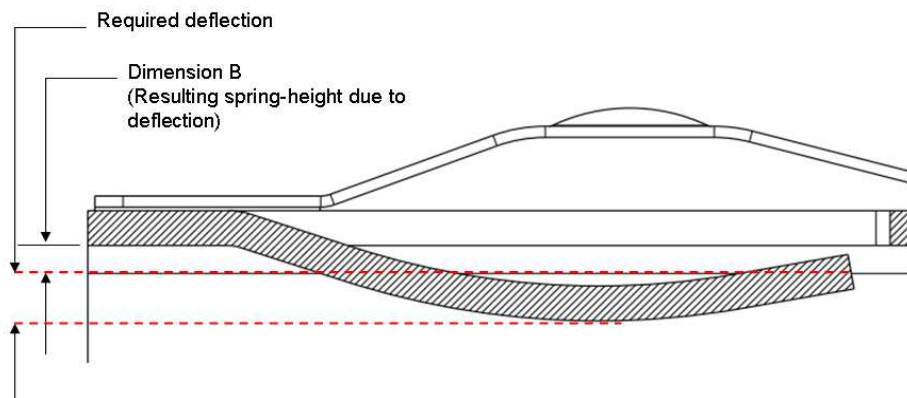 Required deflection
Dimension B
(Resulting spring-height due to
deflection)